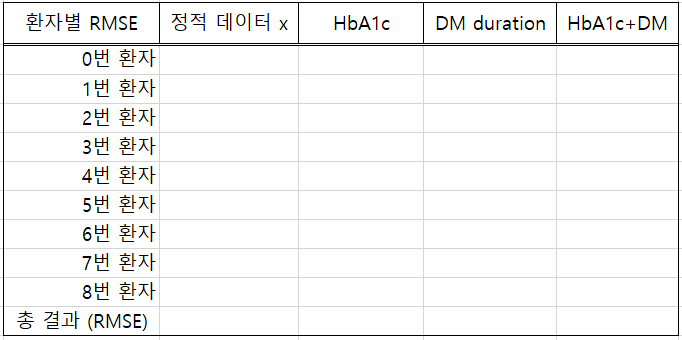 환자별 RMSE 정적 데이터 x HbA1c DM duration HbA1c+DM
0번 환자
1번 환자
2번 환자
3번 환자
4번 환자
5번 환자
6번 환자
7번 환자
8번 환자
총 결과 (RMSE)